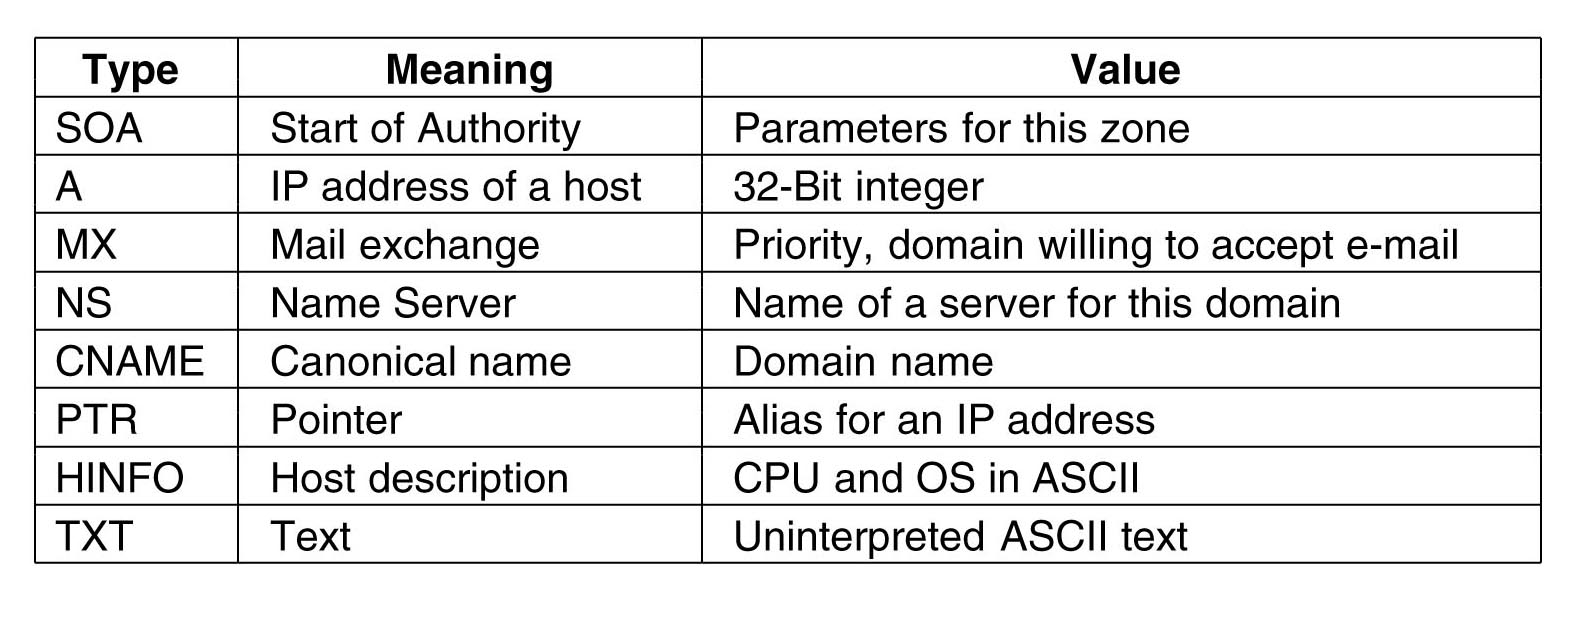 Type Meaning Value
SOA Start of Authority Parameters for this zone
A IP address of a host 32-Bit integer
MX Mail exchange Priority, domain willing to accept e-mail
NS Name Server Name of a server for this domain
CNAME Canonical name Domain name
PTR Pointer Alias for an IP address
HINFO Host description CPU and OS in ASCII
TXT Text Uninterpreted ASCII text